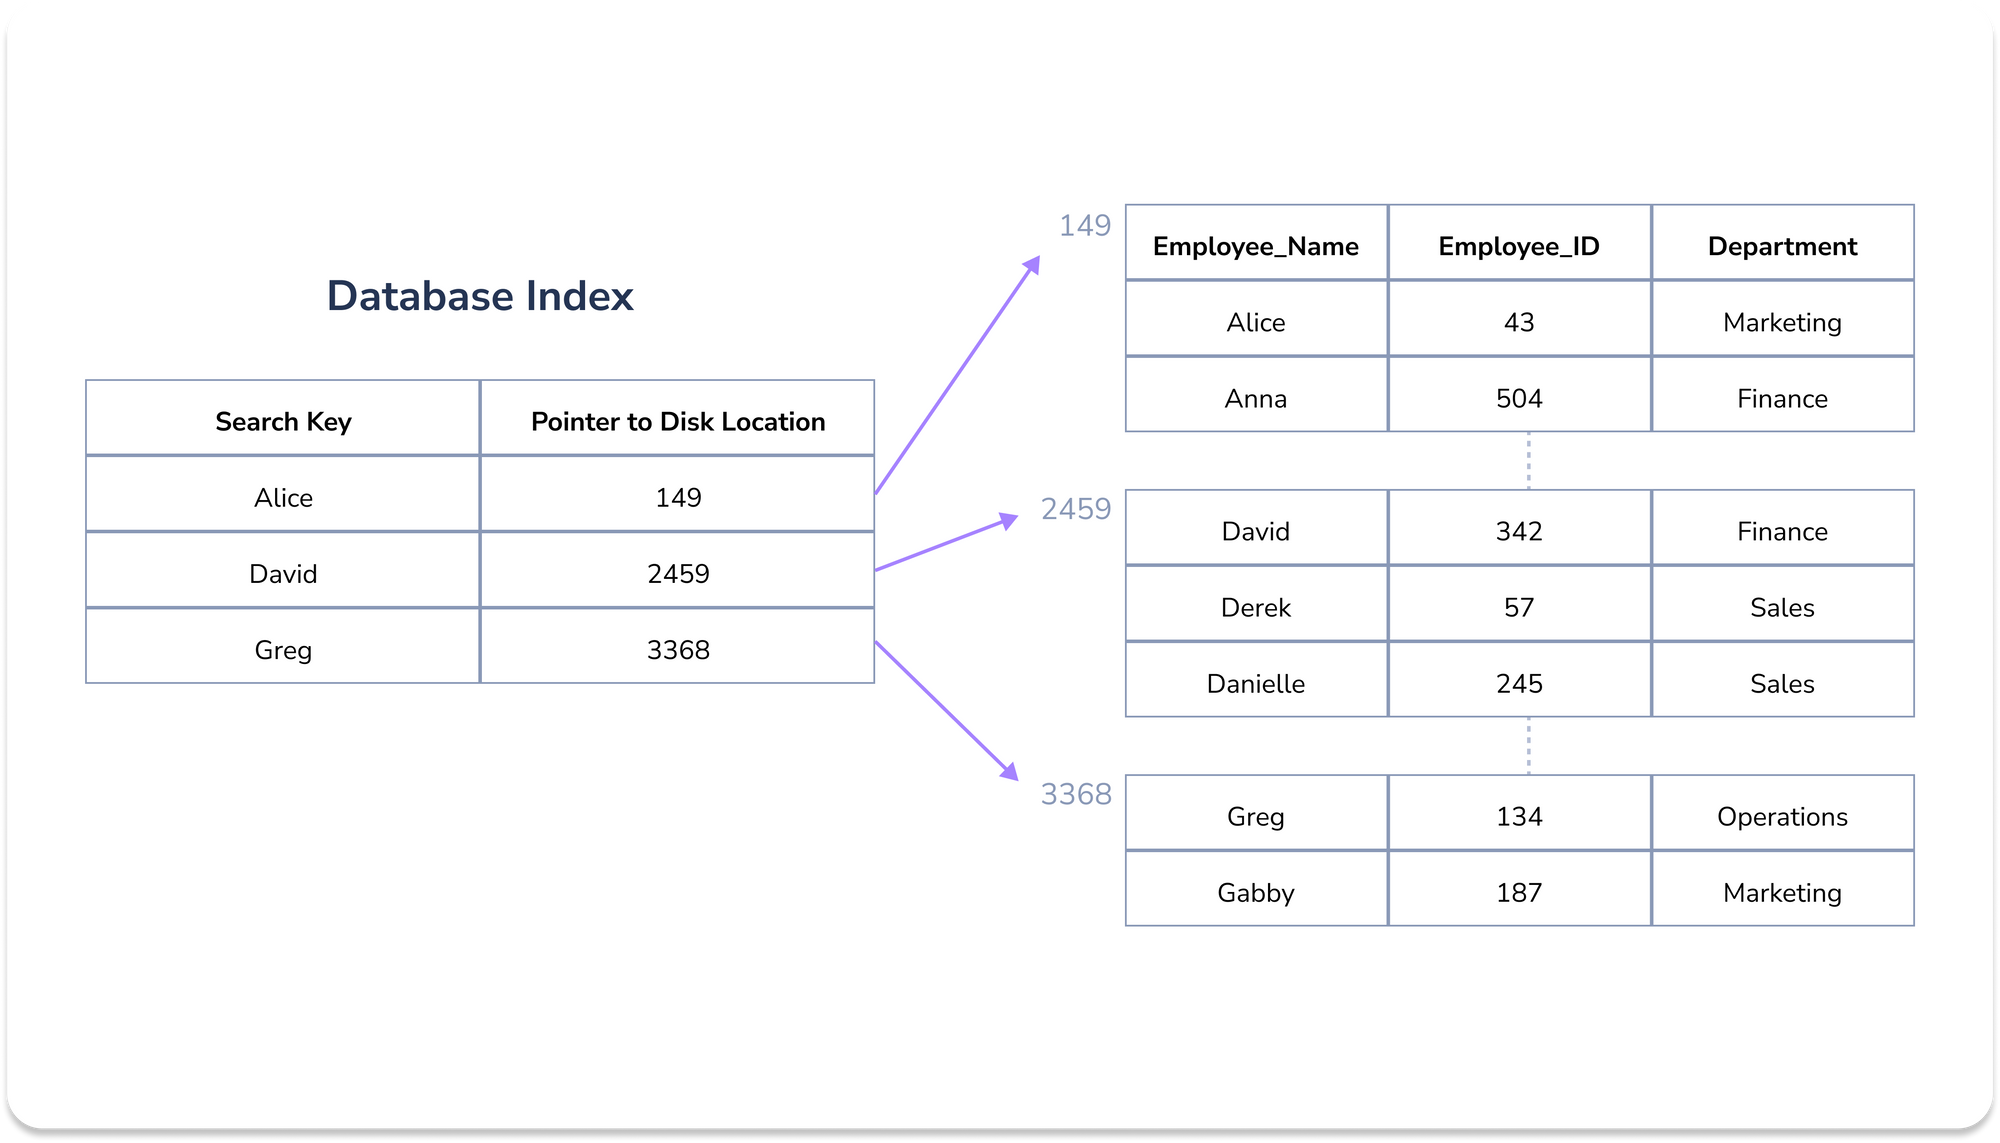 Database Index
Search Key Pointer to Disk Location
Alice 149
David 2459
Greg 3368
149
Employee_Name Employee_ID Department
Alice 43 Marketing
Anna 504 Finance
2459
David 342 Finance
Derek 57 Sales
Danielle 245 Sales
3368
Greg 134 Operations
Gabby 187 Marketing